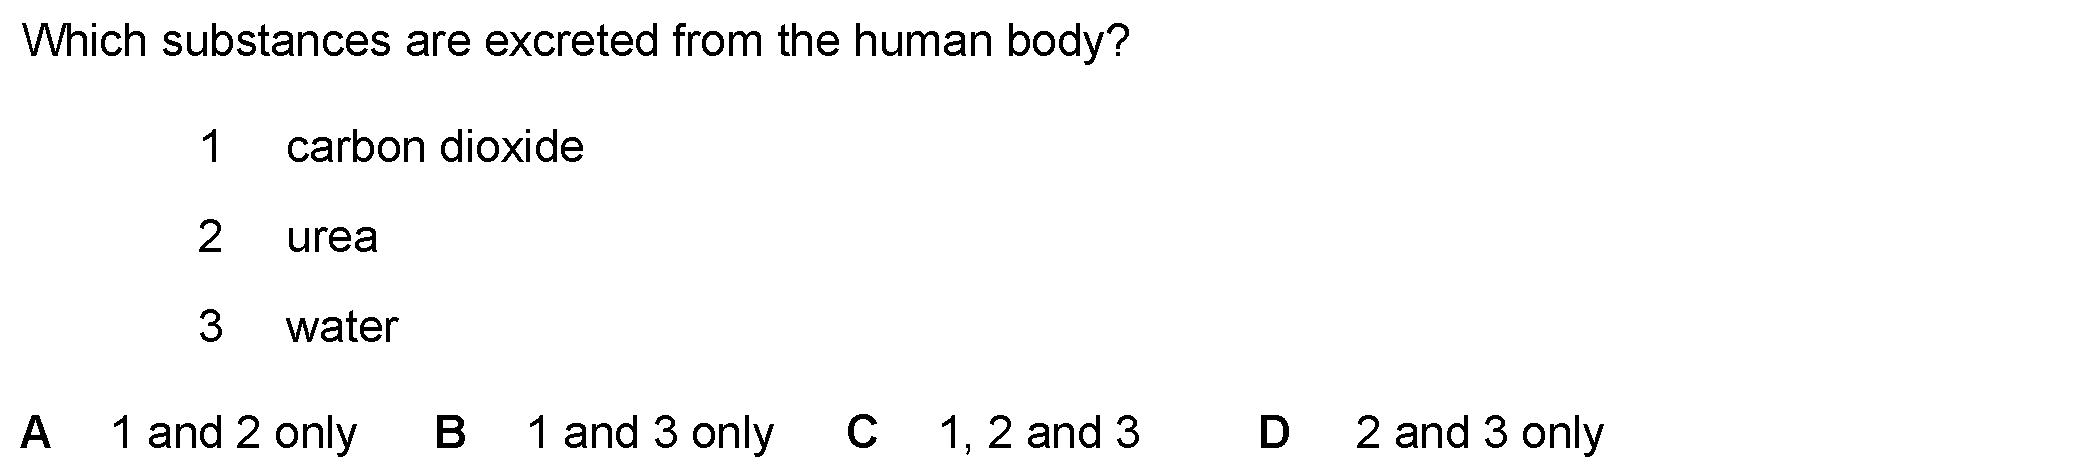 Which substances are excreted from the human body?
1 carbon dioxide
2 urea
3 water
A 1 and 2 only B 1 and 3 only C 1, 2 and 3 D 2 and 3 only